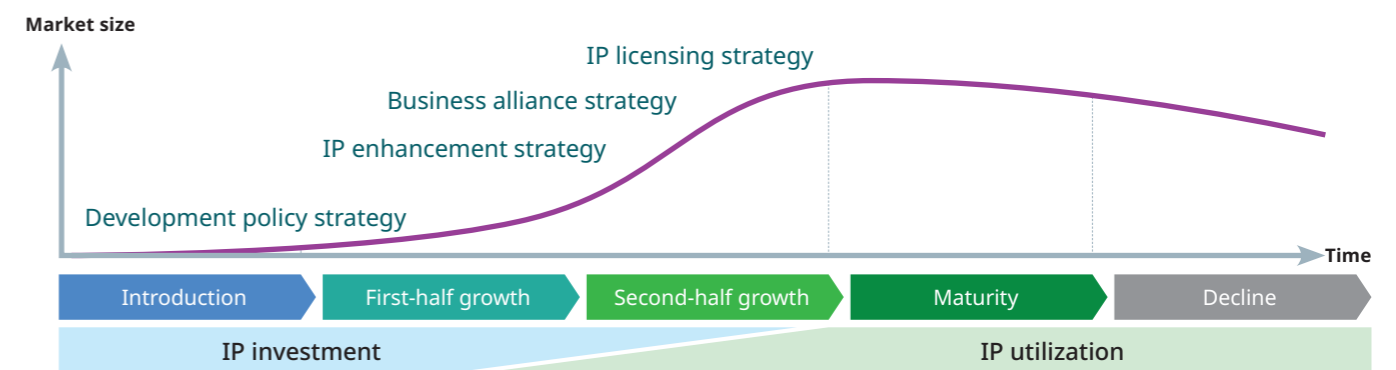 Market size
IP licensing strategy
Business alliance strategy
IP enhancement strategy
Development policy strategy
Time
Introduction
First-half growth
Second-half growth
Maturity
Decline
IP investment
IP utilization